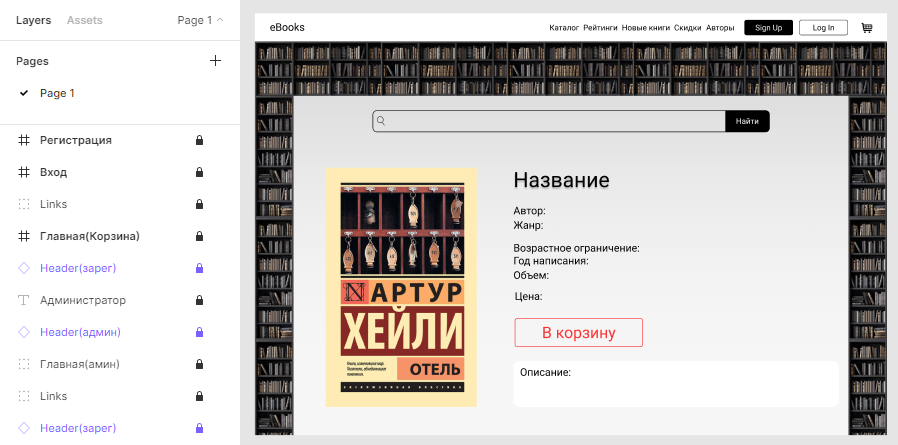 Layers Assets Page 1
Pages
Page 1
Регистрация
Вход
Links
Главная(Корзина)
Header(зарег)
Администратор
Header(админ)
Главная(амин)
Links
Header(зарег)
eBooks Каталог Рейтинги Новые книги Скидки Авторы Sign Up Log In
Найти
АРТУР
ХЕЙЛИ
ОТЕЛЬ
Название
Автор:
Жанр:
Возрастное ограничение:
Год написания:
Объем:
Цена:
В корзину
Описание: